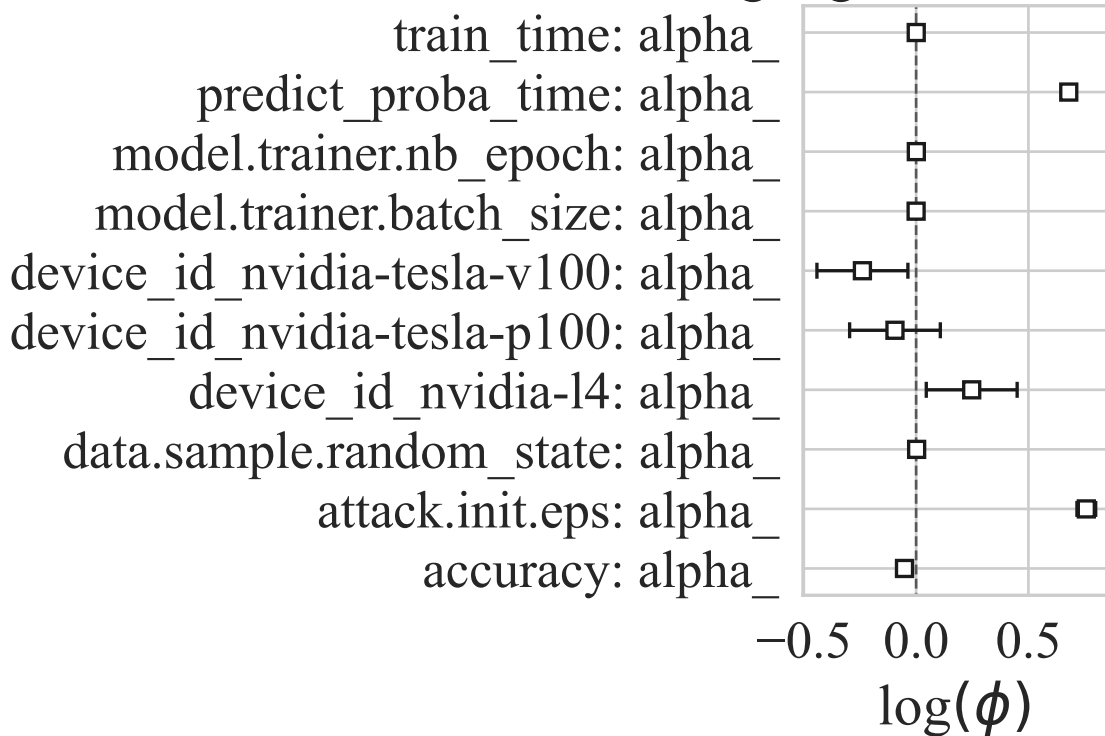 train_time: alpha_
predict_proba_time: alpha_
model.trainer.nb_epoch: alpha_
model.trainer.batch_size: alpha_
device_id_nvidia-tesla-v100: alpha_
device_id_nvidia-tesla-p100: alpha_
device_id_nvidia-l4: alpha_
data.sample.random_state: alpha_
attack.init.eps: alpha_
accuracy: alpha_
−0.5 0.0 0.5
log(ϕ)